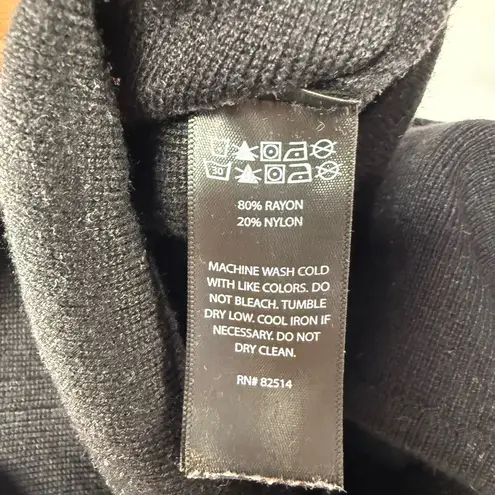 30
80% RAYON
20% NYLON
MACHINE WASH COLD
WITH LIKE COLORS. DO
NOT BLEACH. TUMBLE
DRY LOW. COOL IRON IF
NECESSARY. DO NOT
DRY CLEAN.
RN# 82514